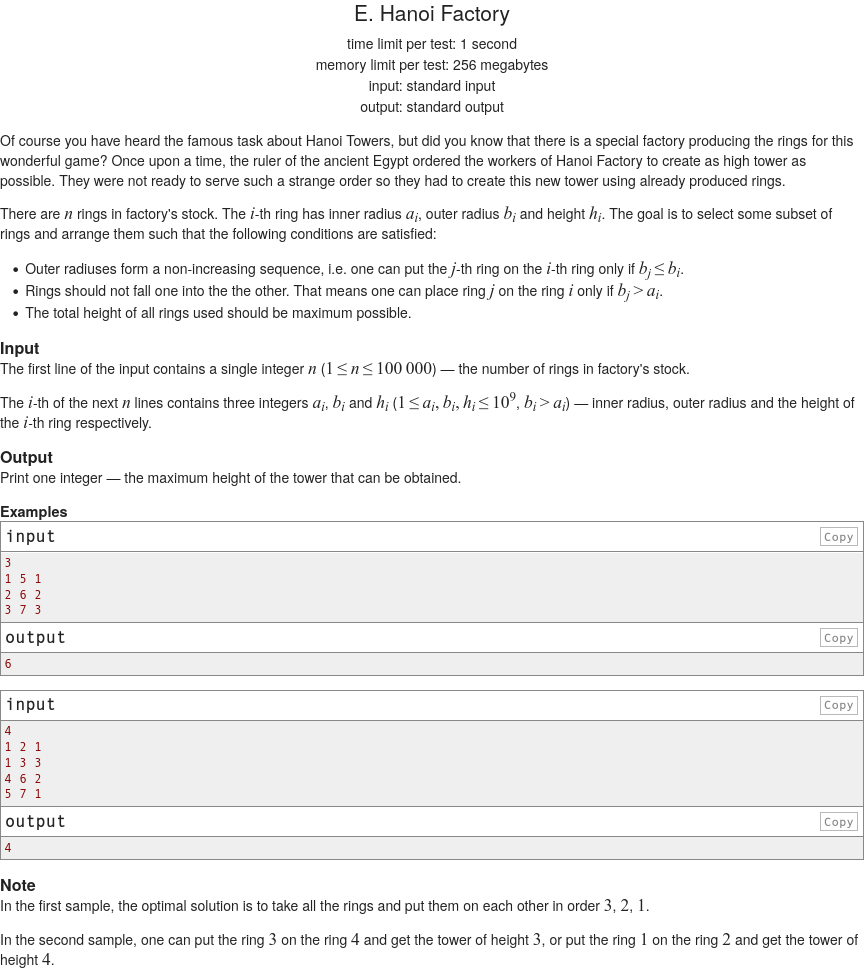 E. Hanoi Factory
time limit per test: 1 second
memory limit per test: 256 megabytes
input: standard input
output: standard output
Of course you have heard the famous task about Hanoi Towers, but did you know that there is a special factory producing the rings for this
wonderful game? Once upon a time, the ruler of the ancient Egypt ordered the workers of Hanoi Factory to create as high tower as
possible. They were not ready to serve such a strange order so they had to create this new tower using already produced rings.
There are n rings in factory's stock. The i-th ring has inner radius a_i, outer radius b_i and height h_i. The goal is to select some subset of
rings and arrange them such that the following conditions are satisfied:
• Outer radiuses form a non-increasing sequence, i.e. one can put the j-th ring on the i-th ring only if b_j ≤ b_i.
• Rings should not fall one into the the other. That means one can place ring j on the ring i only if b_j > a_i.
• The total height of all rings used should be maximum possible.
Input
The first line of the input contains a single integer n (1 ≤ n ≤ 100 000) — the number of rings in factory's stock.
The i-th of the next n lines contains three integers a_i, b_i and h_i (1 ≤ a_i, b_i, h_i ≤ 10^9, b_i > a_i) — inner radius, outer radius and the height of
the i-th ring respectively.
Output
Print one integer — the maximum height of the tower that can be obtained.
Examples
input Copy
3
1 5 1
2 6 2
3 7 3
output Copy
6
input Copy
4
1 2 1
1 3 3
4 6 2
5 7 1
output Copy
4
Note
In the first sample, the optimal solution is to take all the rings and put them on each other in order 3, 2, 1.
In the second sample, one can put the ring 3 on the ring 4 and get the tower of height 3, or put the ring 1 on the ring 2 and get the tower of
height 4.